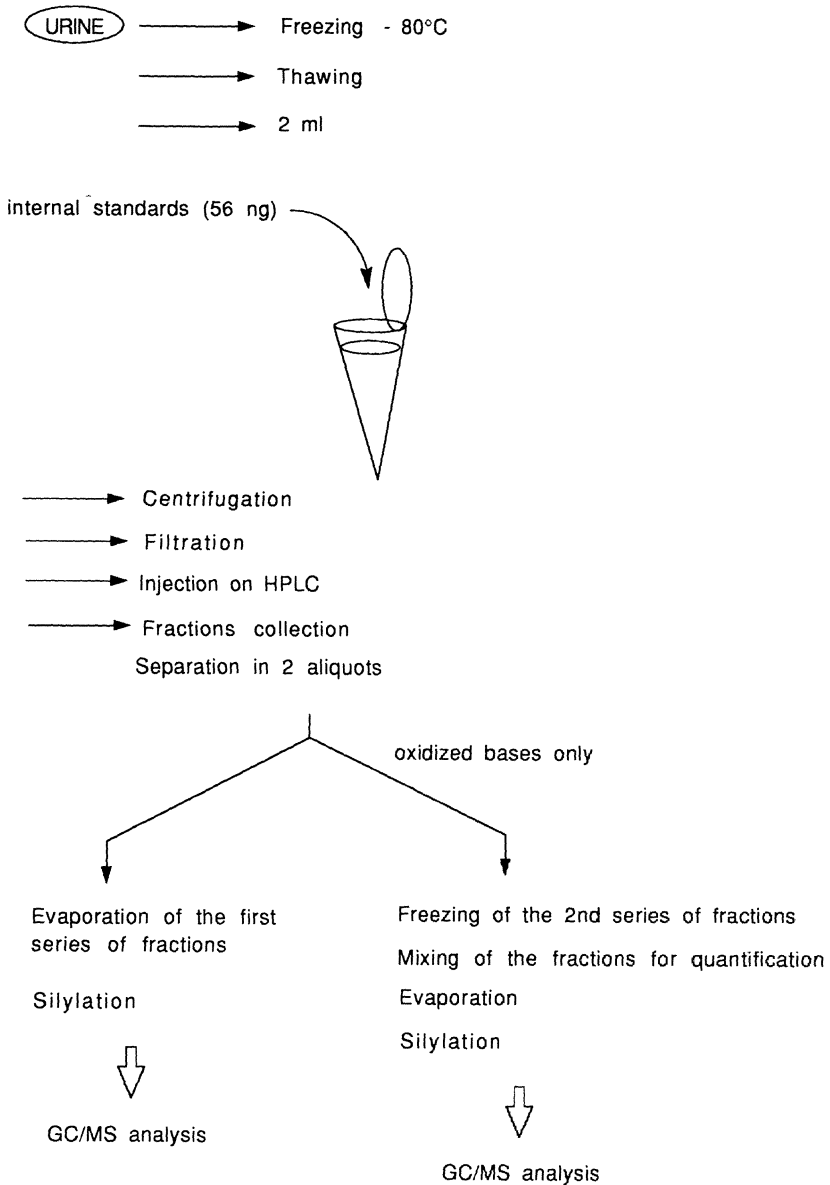 URINE
Freezing - 80°C
Thawing
2 ml
internal standards (56 ng)
Centrifugation
Filtration
Injection on HPLC
Fractions collection
Separation in 2 aliquots
oxidized bases only
Evaporation of the first
series of fractions
Silylation
GC/MS analysis
Freezing of the 2nd series of fractions
Mixing of the fractions for quantification
Evaporation
Silylation
GC/MS analysis